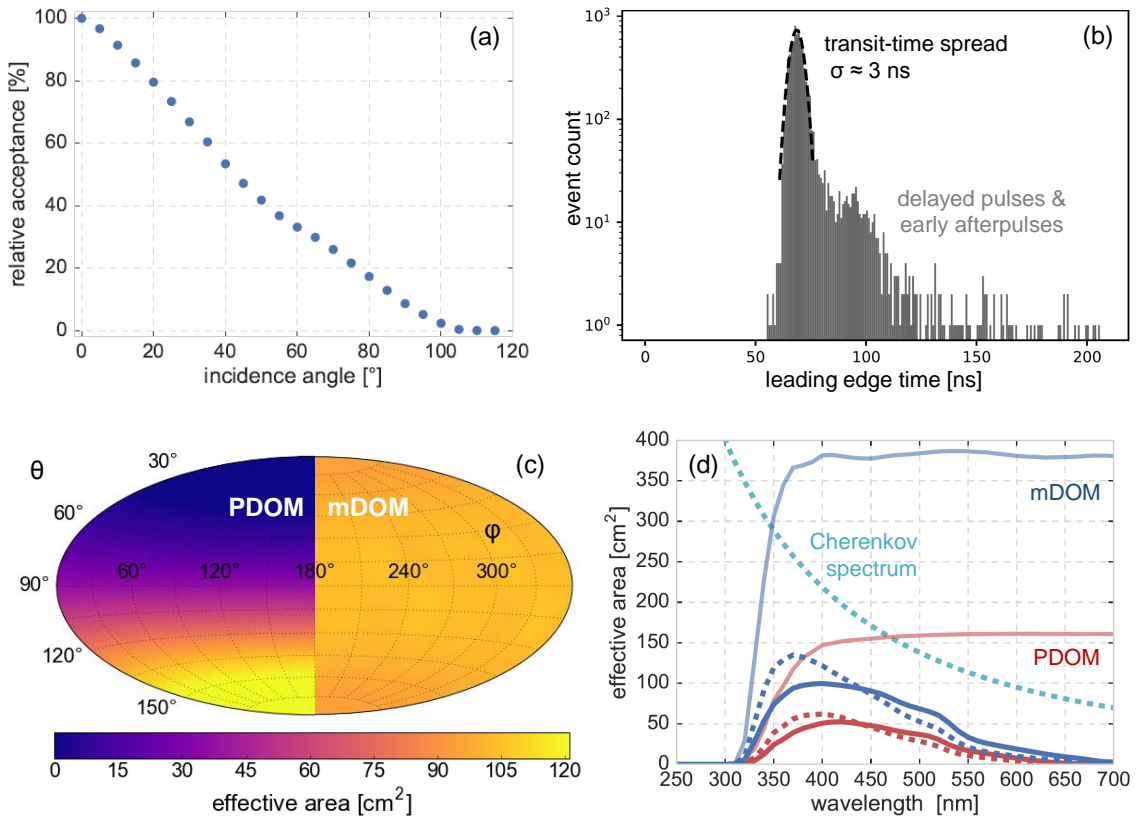 (a)
100
80
60
40
20
0
relative acceptance [%]
0 20 40 60 80 100 120
incidence angle [°]
(b)
transit-time spread
σ ≈ 3 ns
delayed pulses &
early afterpulses
10³
10²
10¹
10⁰
event count
0 50 100 150 200
leading edge time [ns]
(c)
θ
30°
60°
90°
120°
150°
PDOM mDOM
φ
60° 120° 180° 240° 300°
0 15 30 45 60 75 90 105 120
effective area [cm²]
(d)
400
350
300
250
200
150
100
50
0
effective area [cm²]
mDOM
Cherenkov
spectrum
PDOM
250 300 350 400 450 500 550 600 650 700
wavelength [nm]